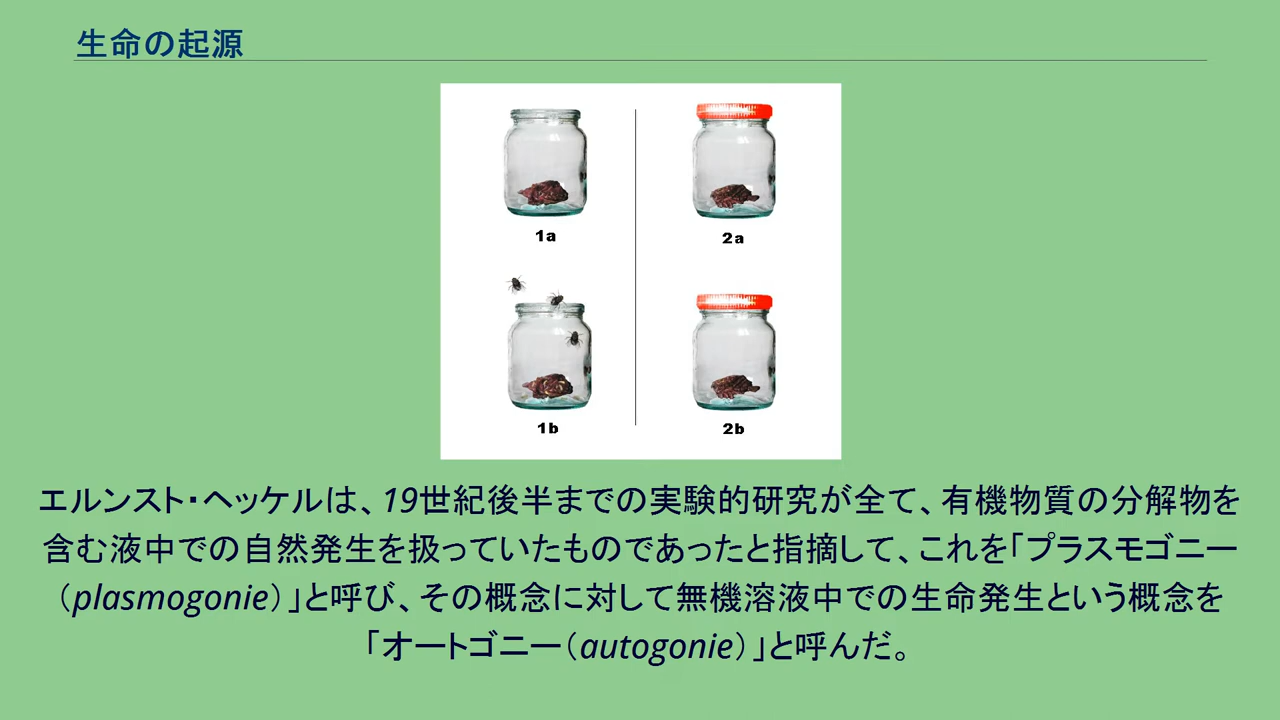 生命の起源
1a
2a
1b
2b
エルンスト・ヘッケルは、19世紀後半までの実験的研究が全て、有機物質の分解物を
含む液中での自然発生を扱っていたものであったと指摘して、これを「プラスモゴニー
（plasmogonie）」と呼び、その概念に対して無機溶液中での生命発生という概念を
「オートゴニー（autogonie）」と呼んだ。